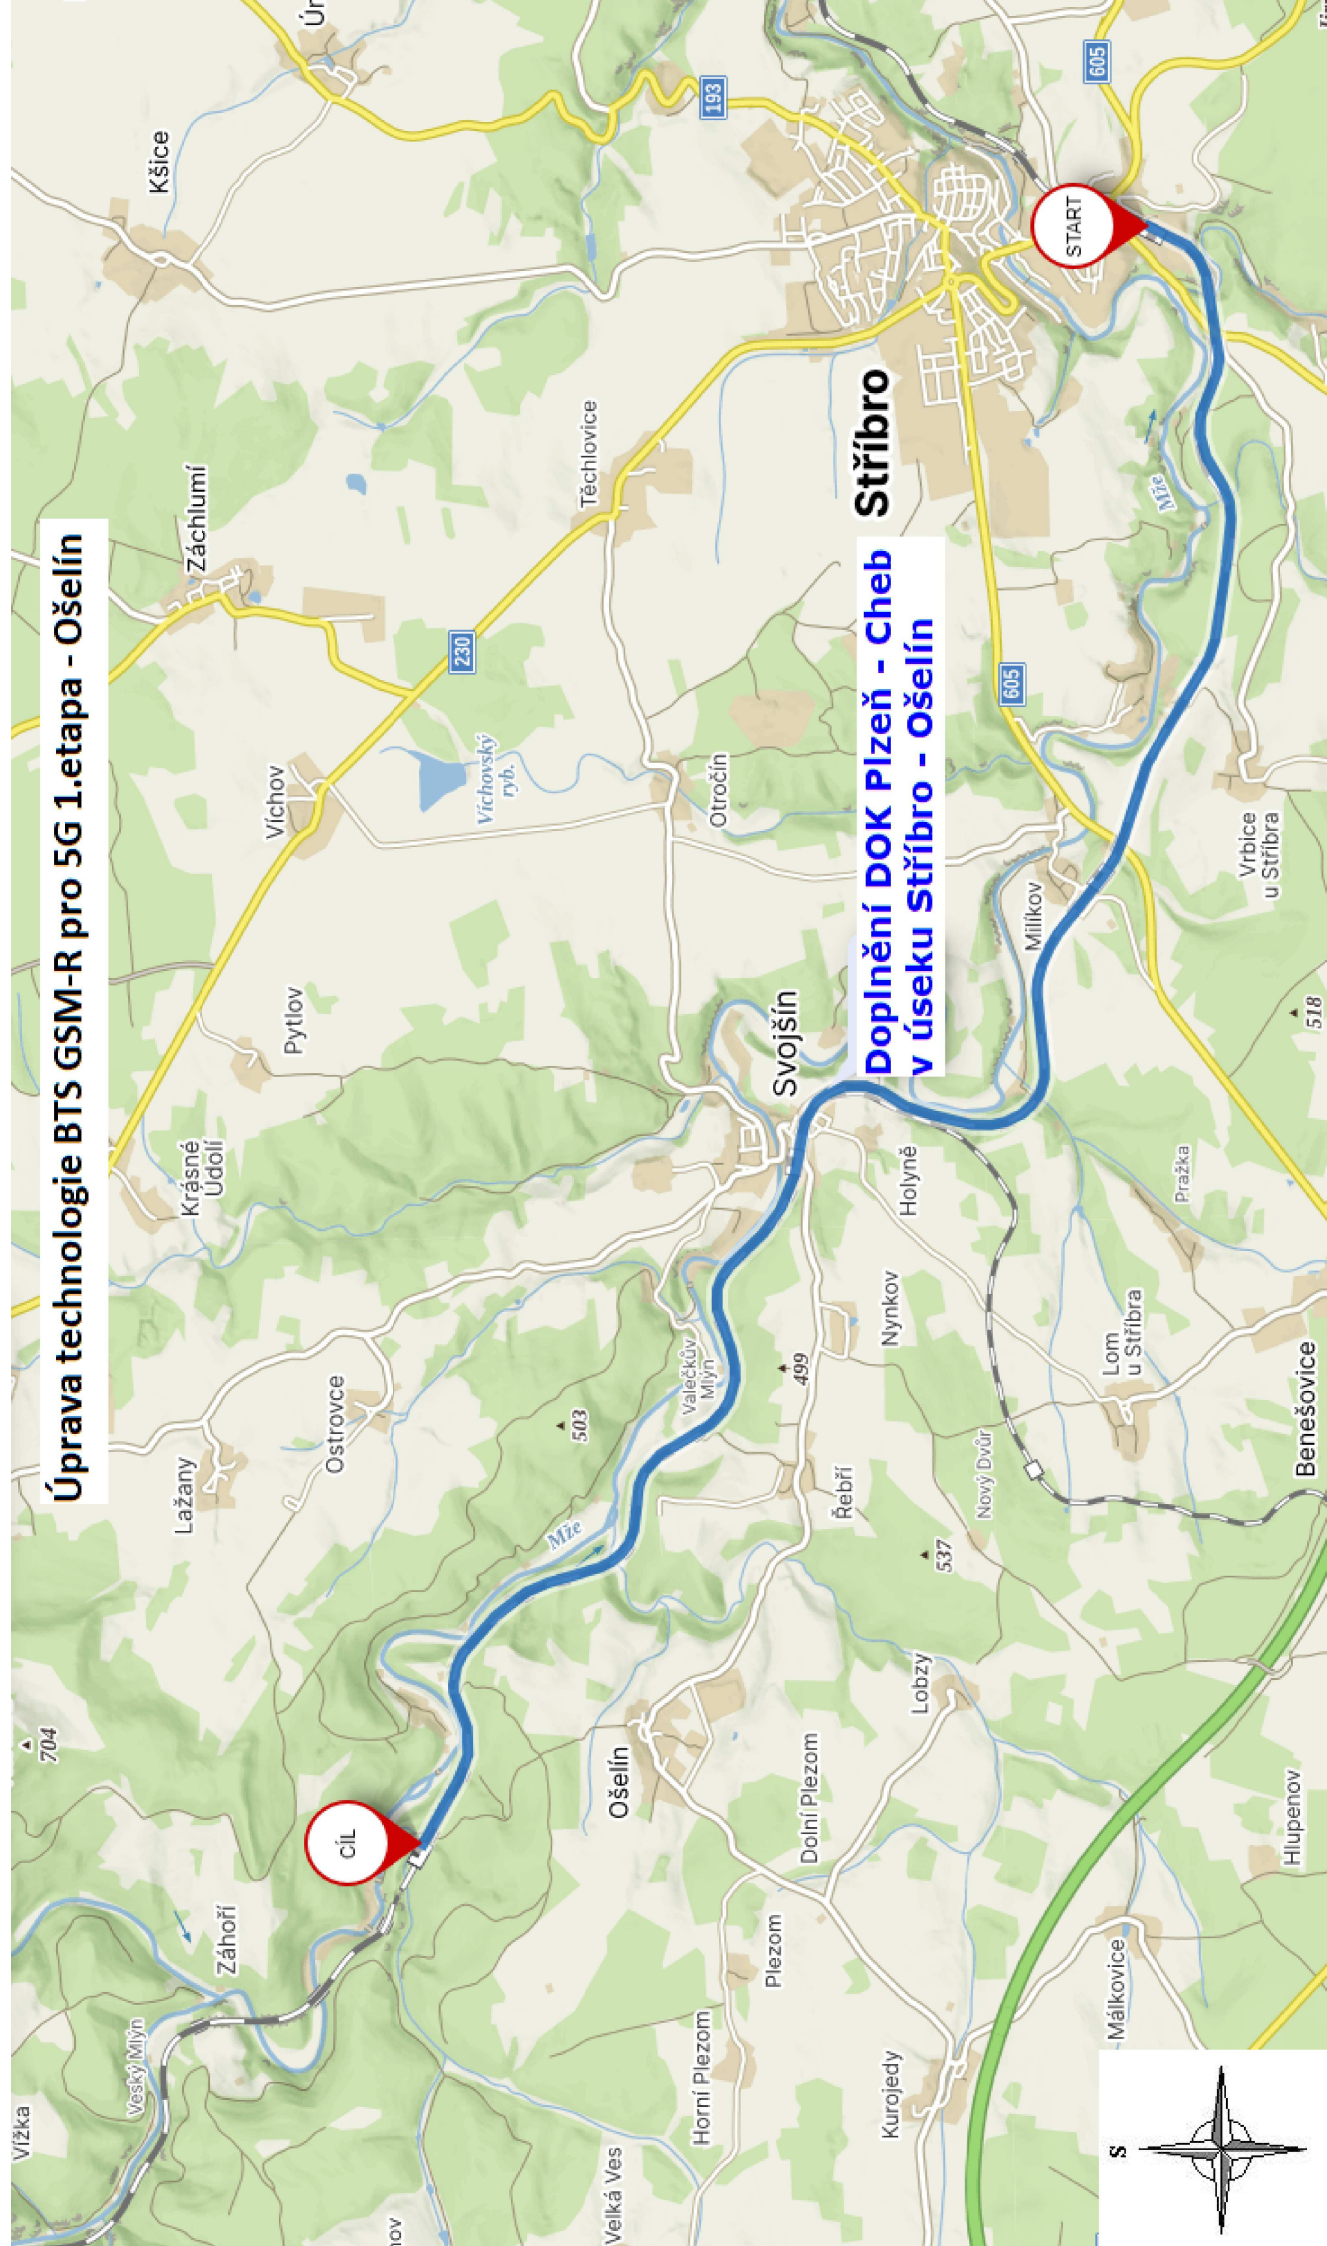 Úprava technologie BTS GSM-R pro 5G 1.etapa - Ošelín
Doplnění DOK Plzeň - Cheb
v úseku Stříbro - Ošelín
Stříbro
START
CÍL
Kšice
193
605
Záchlumí
Těchlovice
230
Víchov
Víchovský
ryb.
Otročín
605
Mže
Vrbice
u Stříbra
Milíkov
518
Pytlov
Svojšín
Krásné
Údolí
Holyně
Pražka
Nynkov
Lom
u Stříbra
Benešovice
Valečkův
Mlýn
499
503
Ostrovce
Lažany
Řebří
Nový Dvůr
537
Mže
Lobzy
704
Ošelín
Dolní Plezom
Hlupenov
Záhoří
Plezom
Málkovice
Veský Mlýn
Horní Plezom
Kurojedy
Vížka
Velká Ves
S